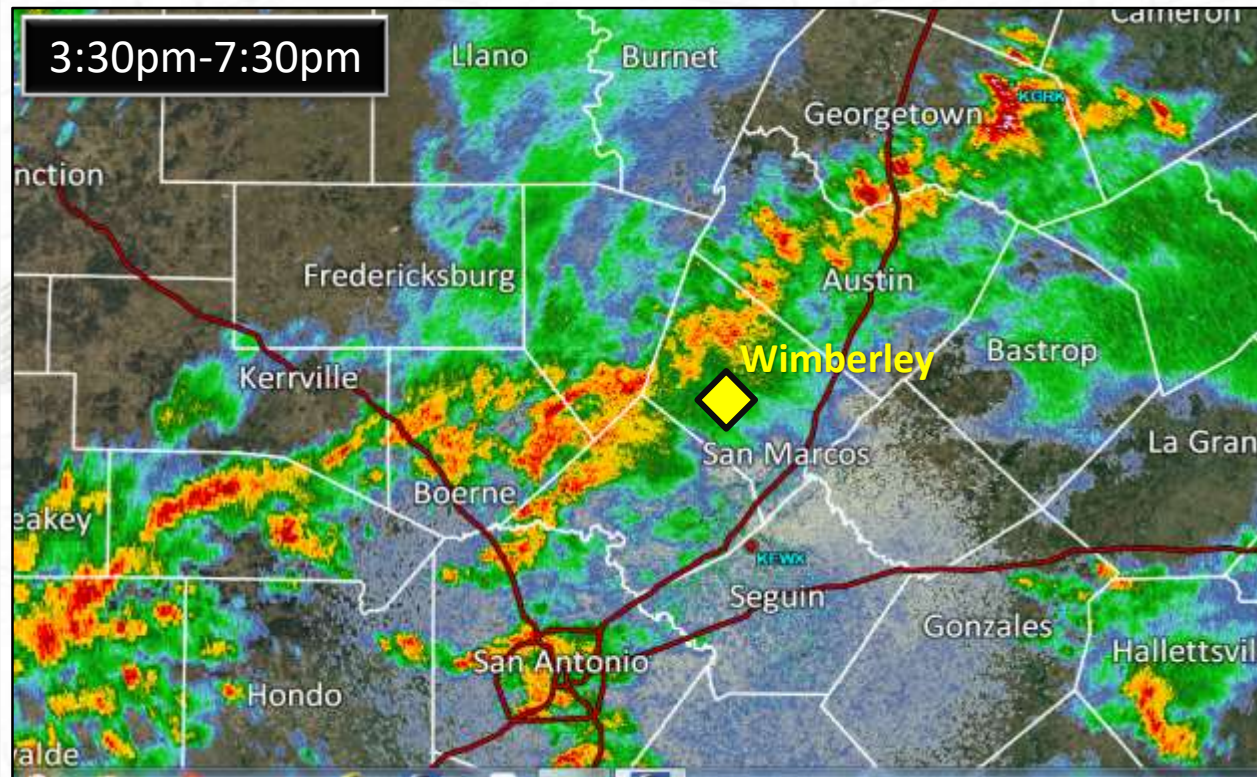 Cameron
3:30pm-7:30pm
Llano
Burnet
KGRK
Georgetown
nction
Fredericksburg
Austin
Wimberley
Bastrop
Kerrville
San Marcos
La Gran
Boerne
eakey
KEWX
Seguin
Gonzales
San Antonio
Hallettsvil
Hondo
valde